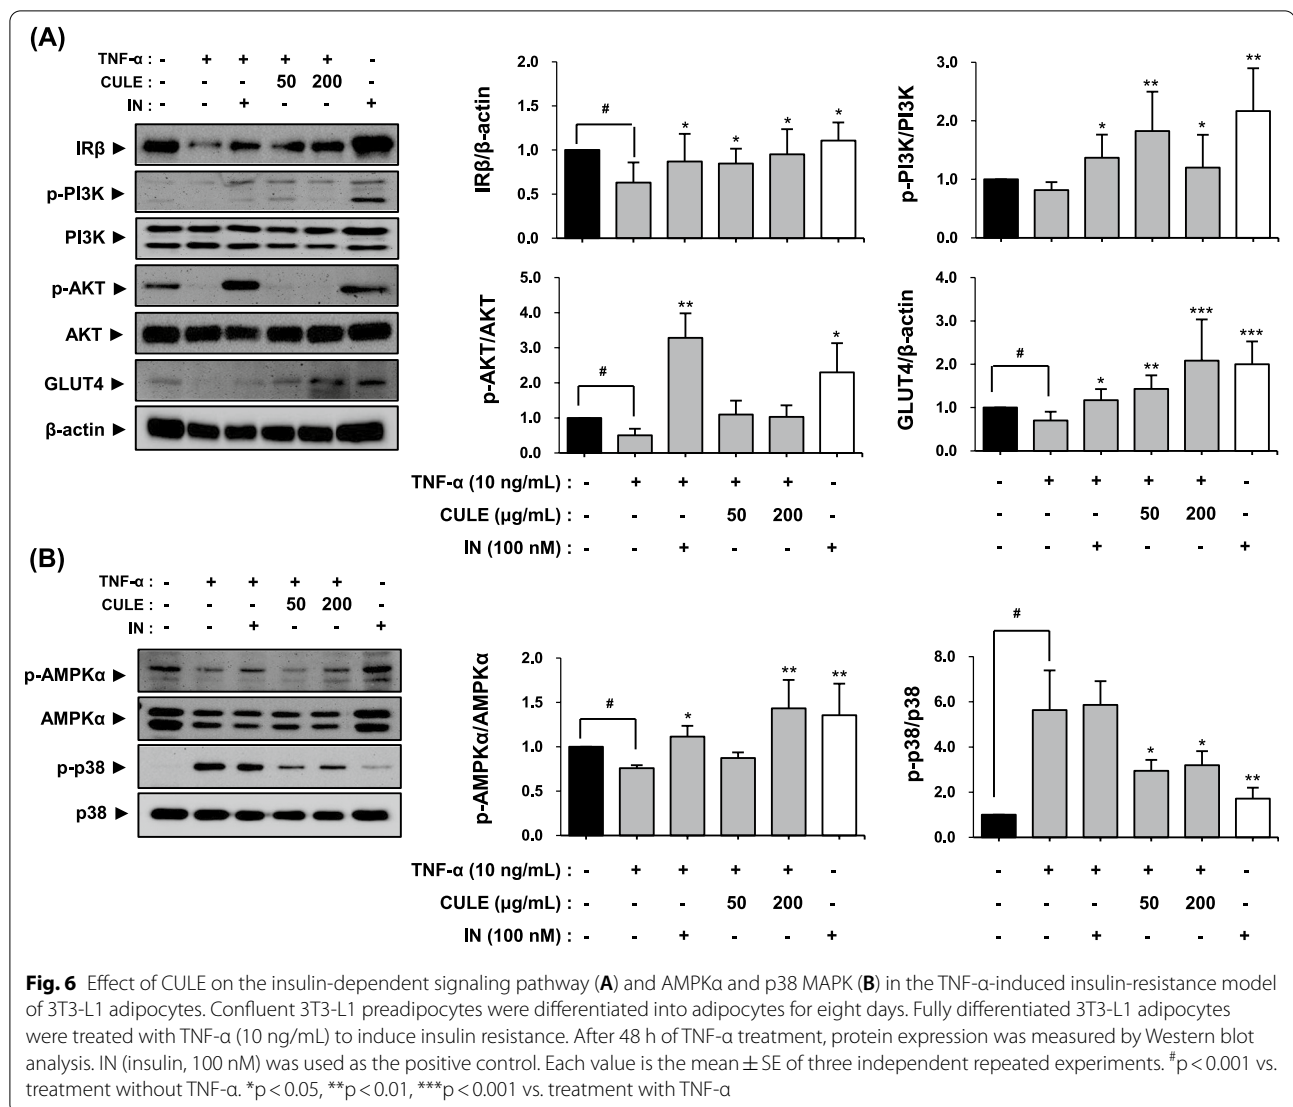 (A)
TNF-α : - + + + + -
CULE : - - - 50 200 -
IN : - - + - - +
IRβ ►
p-PI3K ►
PI3K ►
p-AKT ►
AKT ►
GLUT4 ►
β-actin ►
IRβ/β-actin
2.0
1.5
1.0
0.5
0.0
#
*
*
*
*
p-PI3K/PI3K
3.0
2.0
1.0
0.0
*
**
*
**
p-AKT/AKT
5.0
4.0
3.0
2.0
1.0
0.0
#
**
*
GLUT4/β-actin
4.0
3.0
2.0
1.0
0.0
#
*
**
***
***
TNF-α (10 ng/mL) : - + + + + -
CULE (μg/mL) : - - - 50 200 -
IN (100 nM) : - - + - - +
- + + + + -
- - - 50 200 -
- - + - - +
(B)
TNF-α : - + + + + -
CULE : - - - 50 200 -
IN : - - + - - +
p-AMPKα ►
AMPKα ►
p-p38 ►
p38 ►
p-AMPKα/AMPKα
2.0
1.5
1.0
0.5
0.0
#
*
**
**
p-p38/p38
8.0
6.0
4.0
2.0
0.0
#
*
*
**
TNF-α (10 ng/mL) : - + + + + -
CULE (μg/mL) : - - - 50 200 -
IN (100 nM) : - - + - - +
- + + + + -
- - - 50 200 -
- - + - - +
Fig. 6 Effect of CULE on the insulin-dependent signaling pathway (A) and AMPKα and p38 MAPK (B) in the TNF-α-induced insulin-resistance model
of 3T3-L1 adipocytes. Confluent 3T3-L1 preadipocytes were differentiated into adipocytes for eight days. Fully differentiated 3T3-L1 adipocytes
were treated with TNF-α (10 ng/mL) to induce insulin resistance. After 48 h of TNF-α treatment, protein expression was measured by Western blot
analysis. IN (insulin, 100 nM) was used as the positive control. Each value is the mean ± SE of three independent repeated experiments. #p < 0.001 vs.
treatment without TNF-α. *p < 0.05, **p < 0.01, ***p < 0.001 vs. treatment with TNF-α